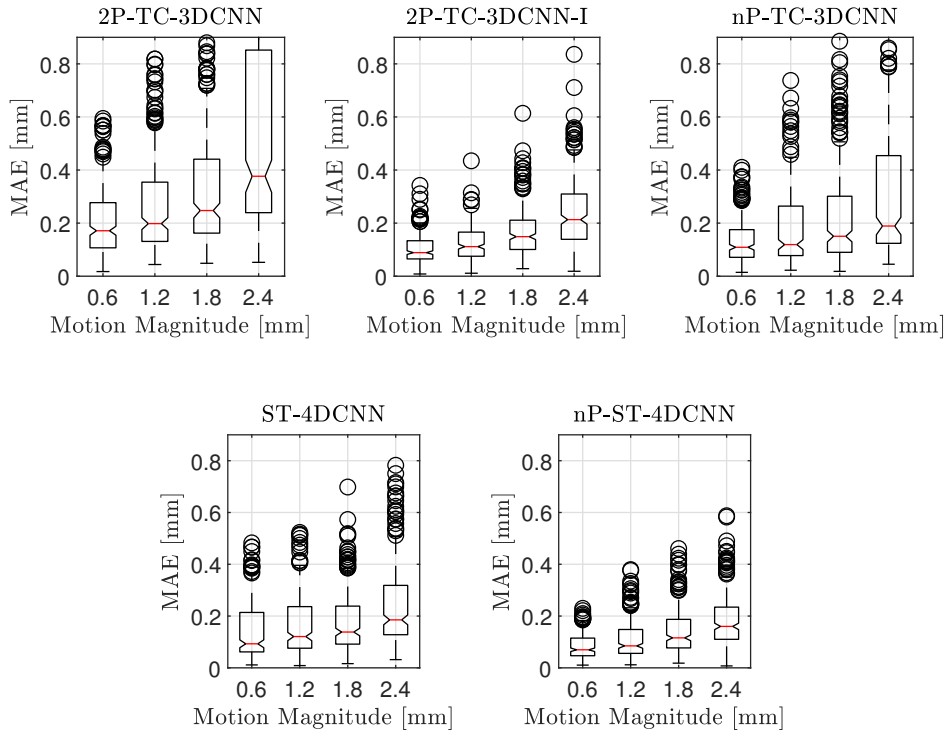 2P-TC-3DCNN
MAE [mm]
0.8
0.6
0.4
0.2
0
0.6 1.2 1.8 2.4
Motion Magnitude [mm]
2P-TC-3DCNN-I
MAE [mm]
0.8
0.6
0.4
0.2
0
0.6 1.2 1.8 2.4
Motion Magnitude [mm]
nP-TC-3DCNN
MAE [mm]
0.8
0.6
0.4
0.2
0
0.6 1.2 1.8 2.4
Motion Magnitude [mm]
ST-4DCNN
MAE [mm]
0.8
0.6
0.4
0.2
0
0.6 1.2 1.8 2.4
Motion Magnitude [mm]
nP-ST-4DCNN
MAE [mm]
0.8
0.6
0.4
0.2
0
0.6 1.2 1.8 2.4
Motion Magnitude [mm]